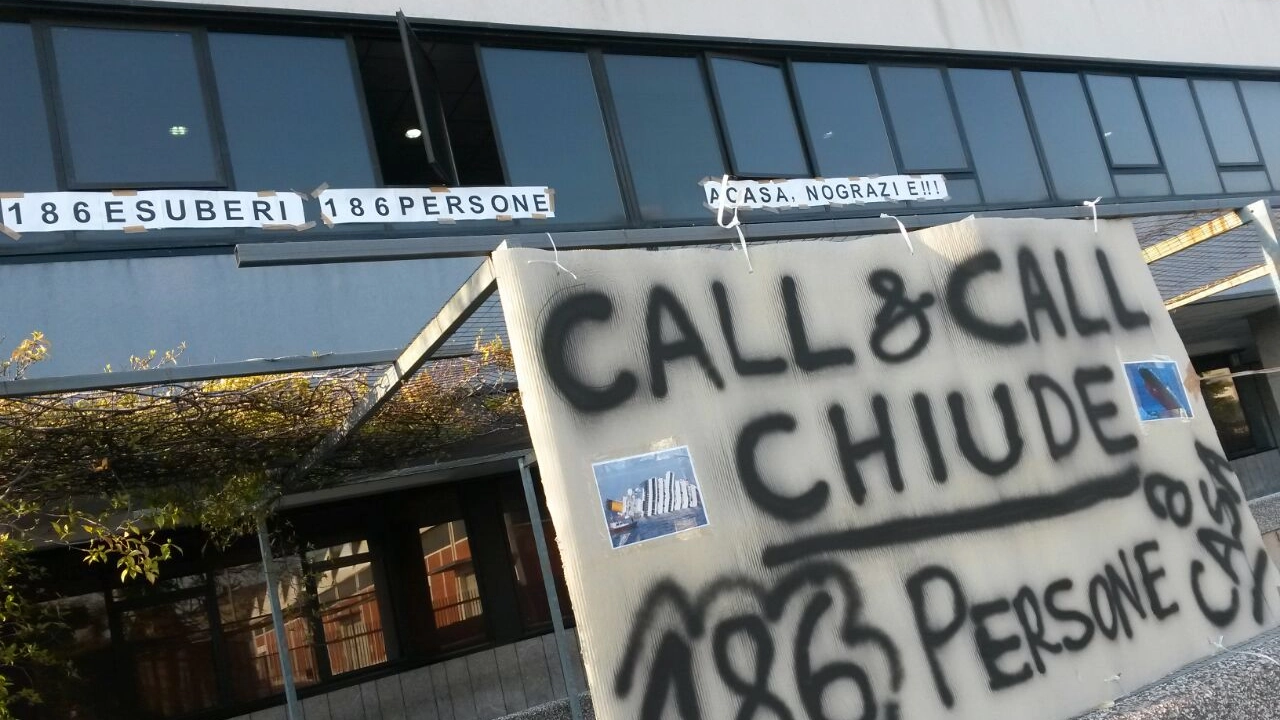 186ESUBERI 186PERSONE
ACASA, NOGRAZIE!!!
CALL & CALL
CHIUDE
186 PERSONE
CASA